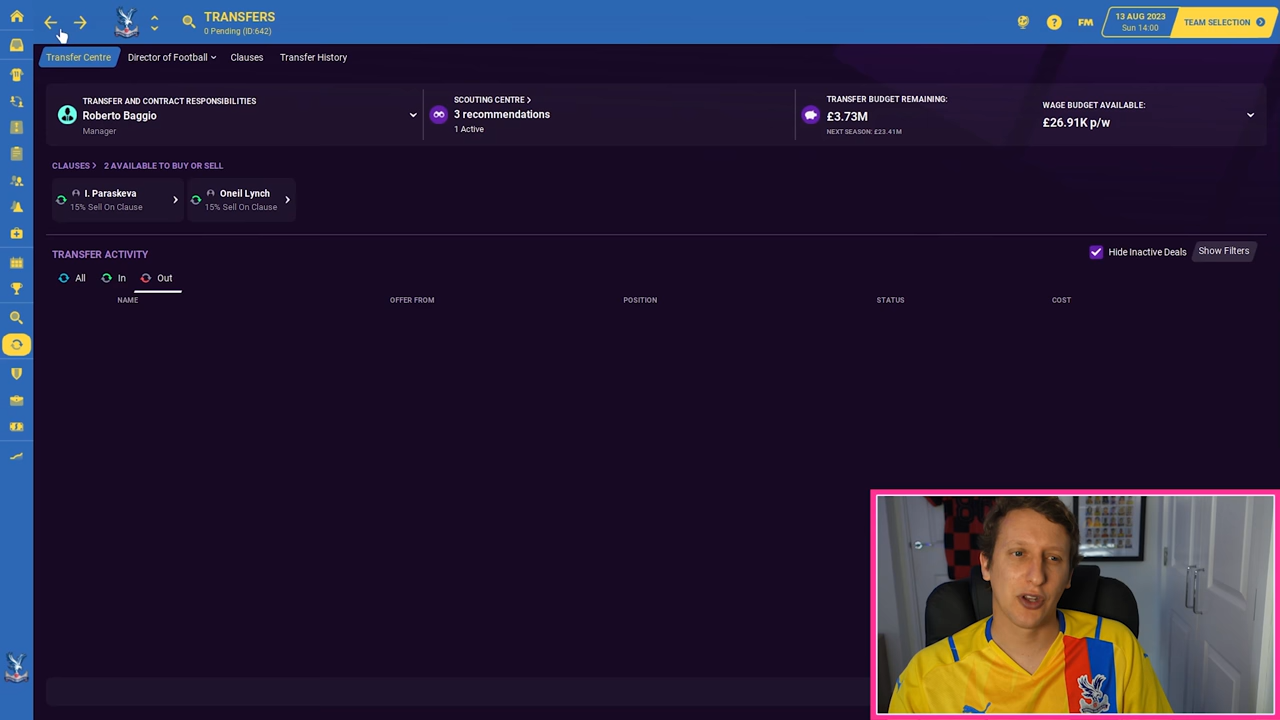 TRANSFERS
0 Pending (ID:642)
FM
13 AUG 2023
Sun 14:00
TEAM SELECTION
Transfer Centre
Director of Football
Clauses
Transfer History
TRANSFER AND CONTRACT RESPONSIBILITIES
Roberto Baggio
Manager
SCOUTING CENTRE
3 recommendations
1 Active
TRANSFER BUDGET REMAINING:
£3.73M
NEXT SEASON: £23.41M
WAGE BUDGET AVAILABLE:
£26.91K p/w
CLAUSES 2 AVAILABLE TO BUY OR SELL
I. Paraskeva
15% Sell On Clause
Oneil Lynch
15% Sell On Clause
TRANSFER ACTIVITY
Hide Inactive Deals
Show Filters
All In Out
NAME OFFER FROM POSITION STATUS COST